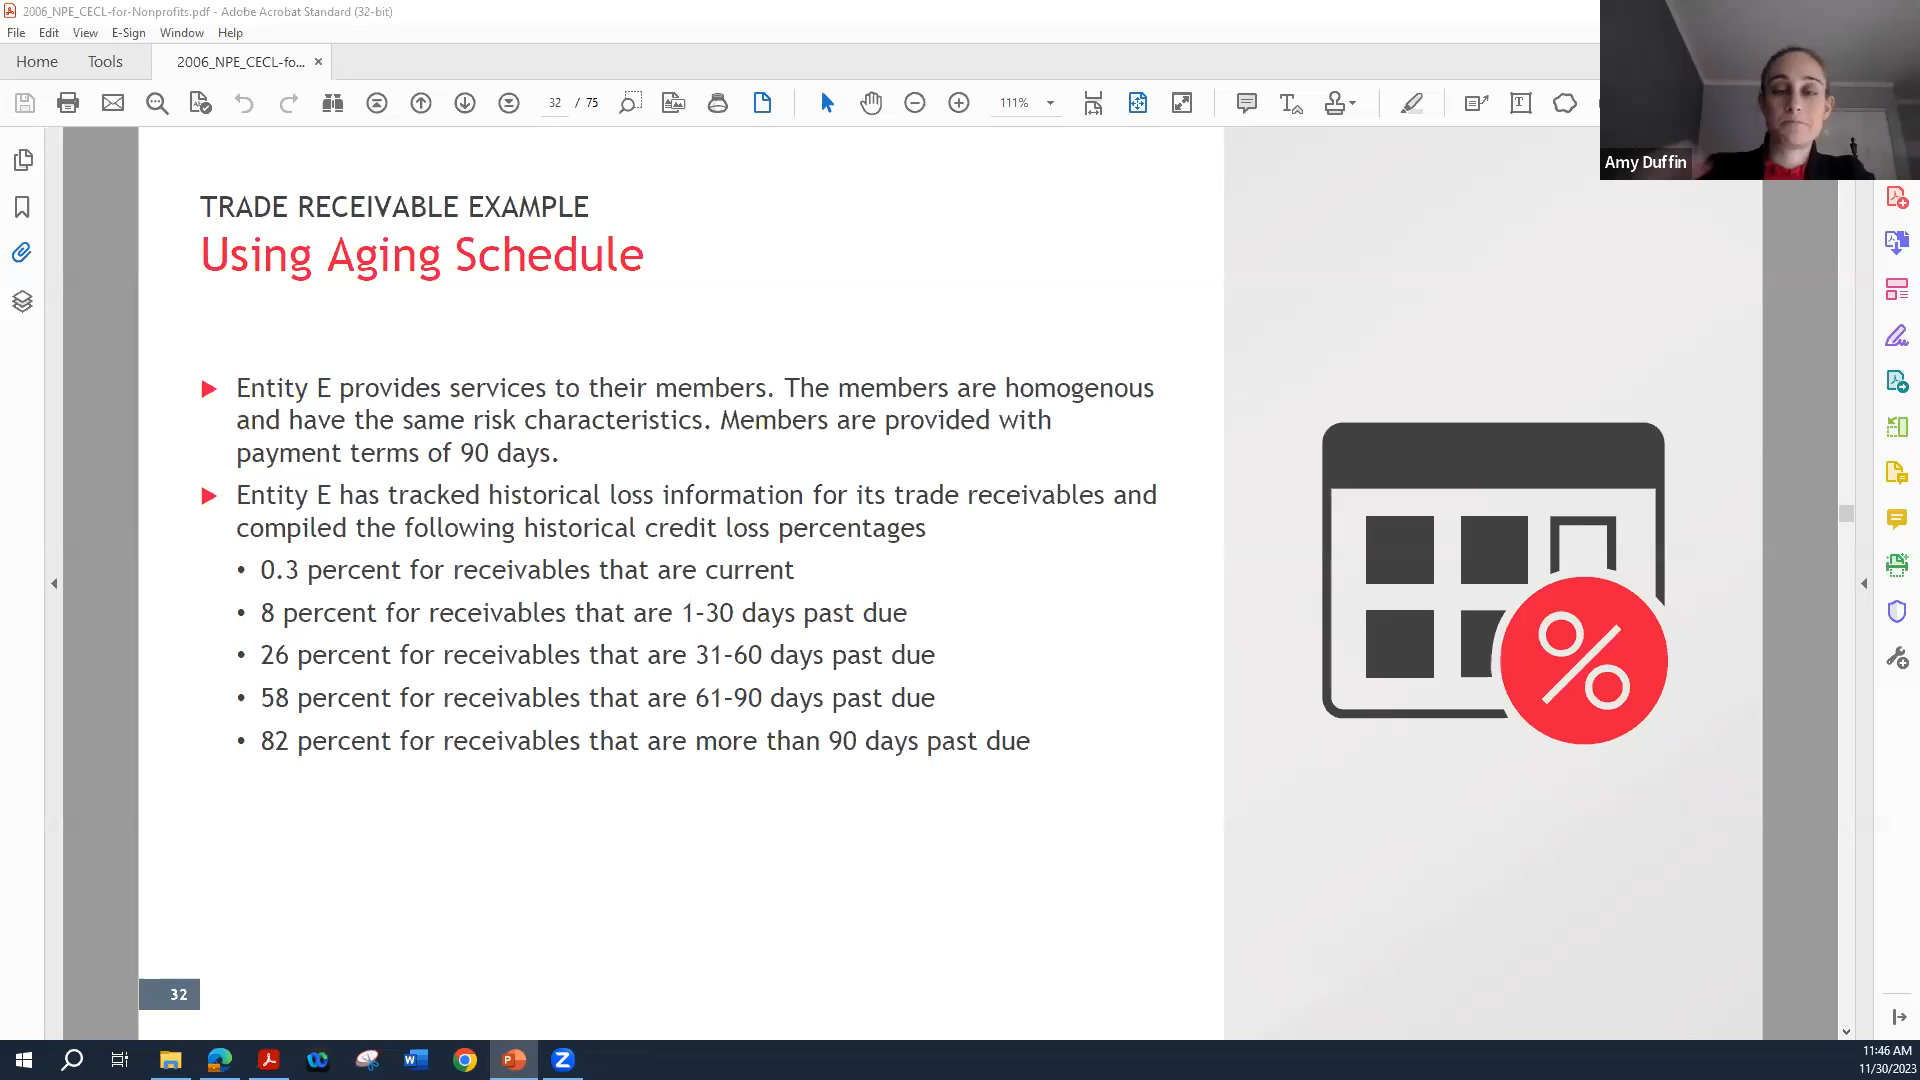 2006_NPE_CECL-for-Nonprofits.pdf - Adobe Acrobat Standard (32-bit)
File Edit View E-Sign Window Help
Home Tools 2006_NPE_CECL-fo... ×
32 / 75 111%
Amy Duffin
TRADE RECEIVABLE EXAMPLE
Using Aging Schedule
Entity E provides services to their members. The members are homogenous
and have the same risk characteristics. Members are provided with
payment terms of 90 days.
Entity E has tracked historical loss information for its trade receivables and
compiled the following historical credit loss percentages
• 0.3 percent for receivables that are current
• 8 percent for receivables that are 1-30 days past due
• 26 percent for receivables that are 31-60 days past due
• 58 percent for receivables that are 61-90 days past due
• 82 percent for receivables that are more than 90 days past due
%
32
11:46 AM
11/30/2023